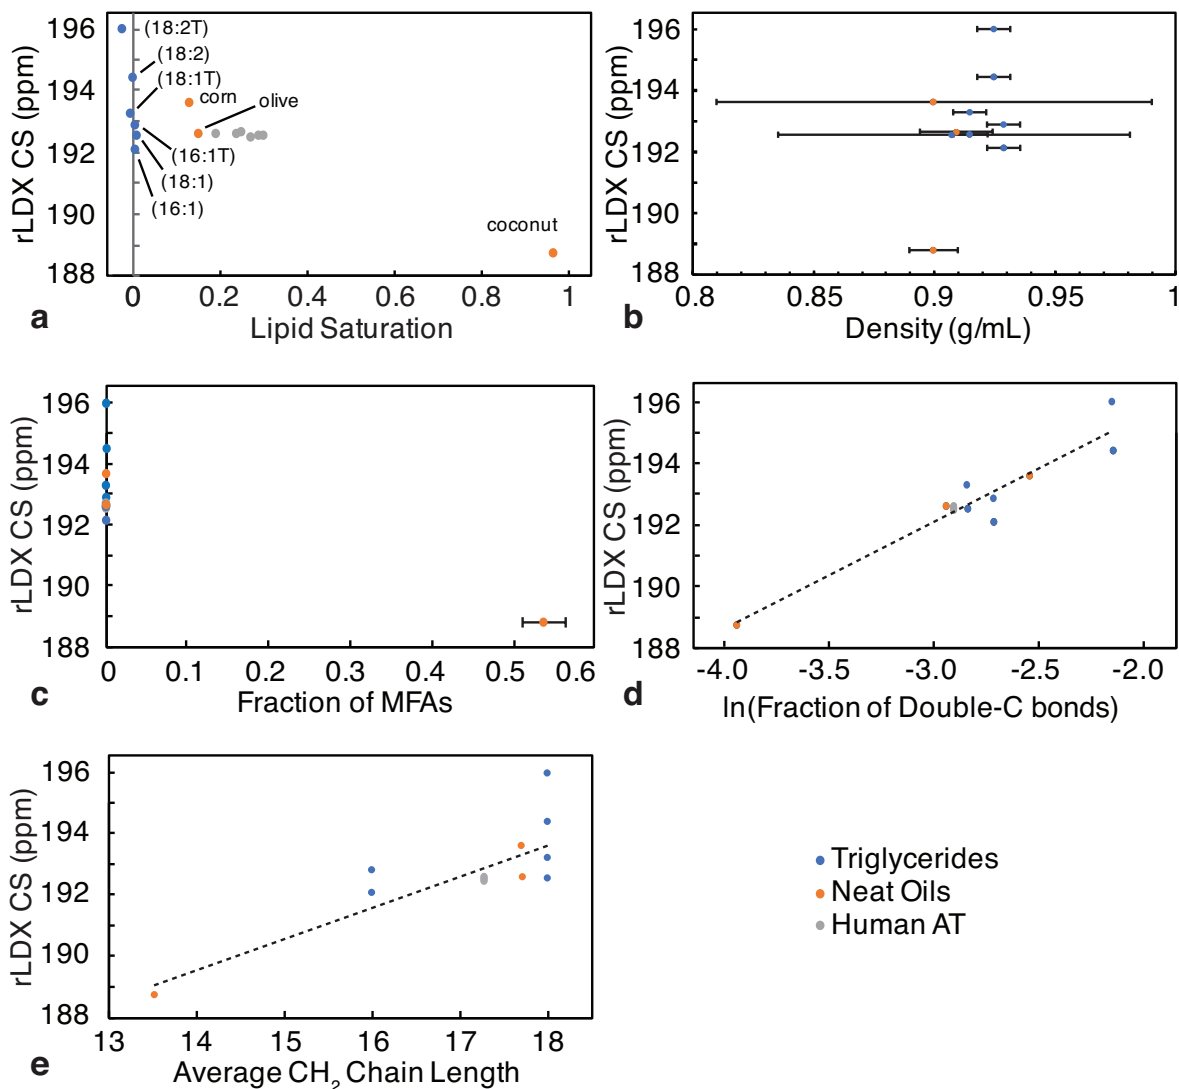 196
194
192
190
188
rLDX CS (ppm)
(18:2T)
(18:2)
(18:1T)
corn
olive
(16:1T)
(18:1)
(16:1)
coconut
0 0.2 0.4 0.6 0.8 1
Lipid Saturation
a
196
194
192
190
188
rLDX CS (ppm)
0.8 0.85 0.9 0.95 1
Density (g/mL)
b
196
194
192
190
188
rLDX CS (ppm)
0 0.1 0.2 0.3 0.4 0.5 0.6
Fraction of MFAs
c
196
194
192
190
188
rLDX CS (ppm)
-4.0 -3.5 -3.0 -2.5 -2.0
ln(Fraction of Double-C bonds)
d
196
194
192
190
188
rLDX CS (ppm)
13 14 15 16 17 18
Average CH₂ Chain Length
e
Triglycerides
Neat Oils
Human AT